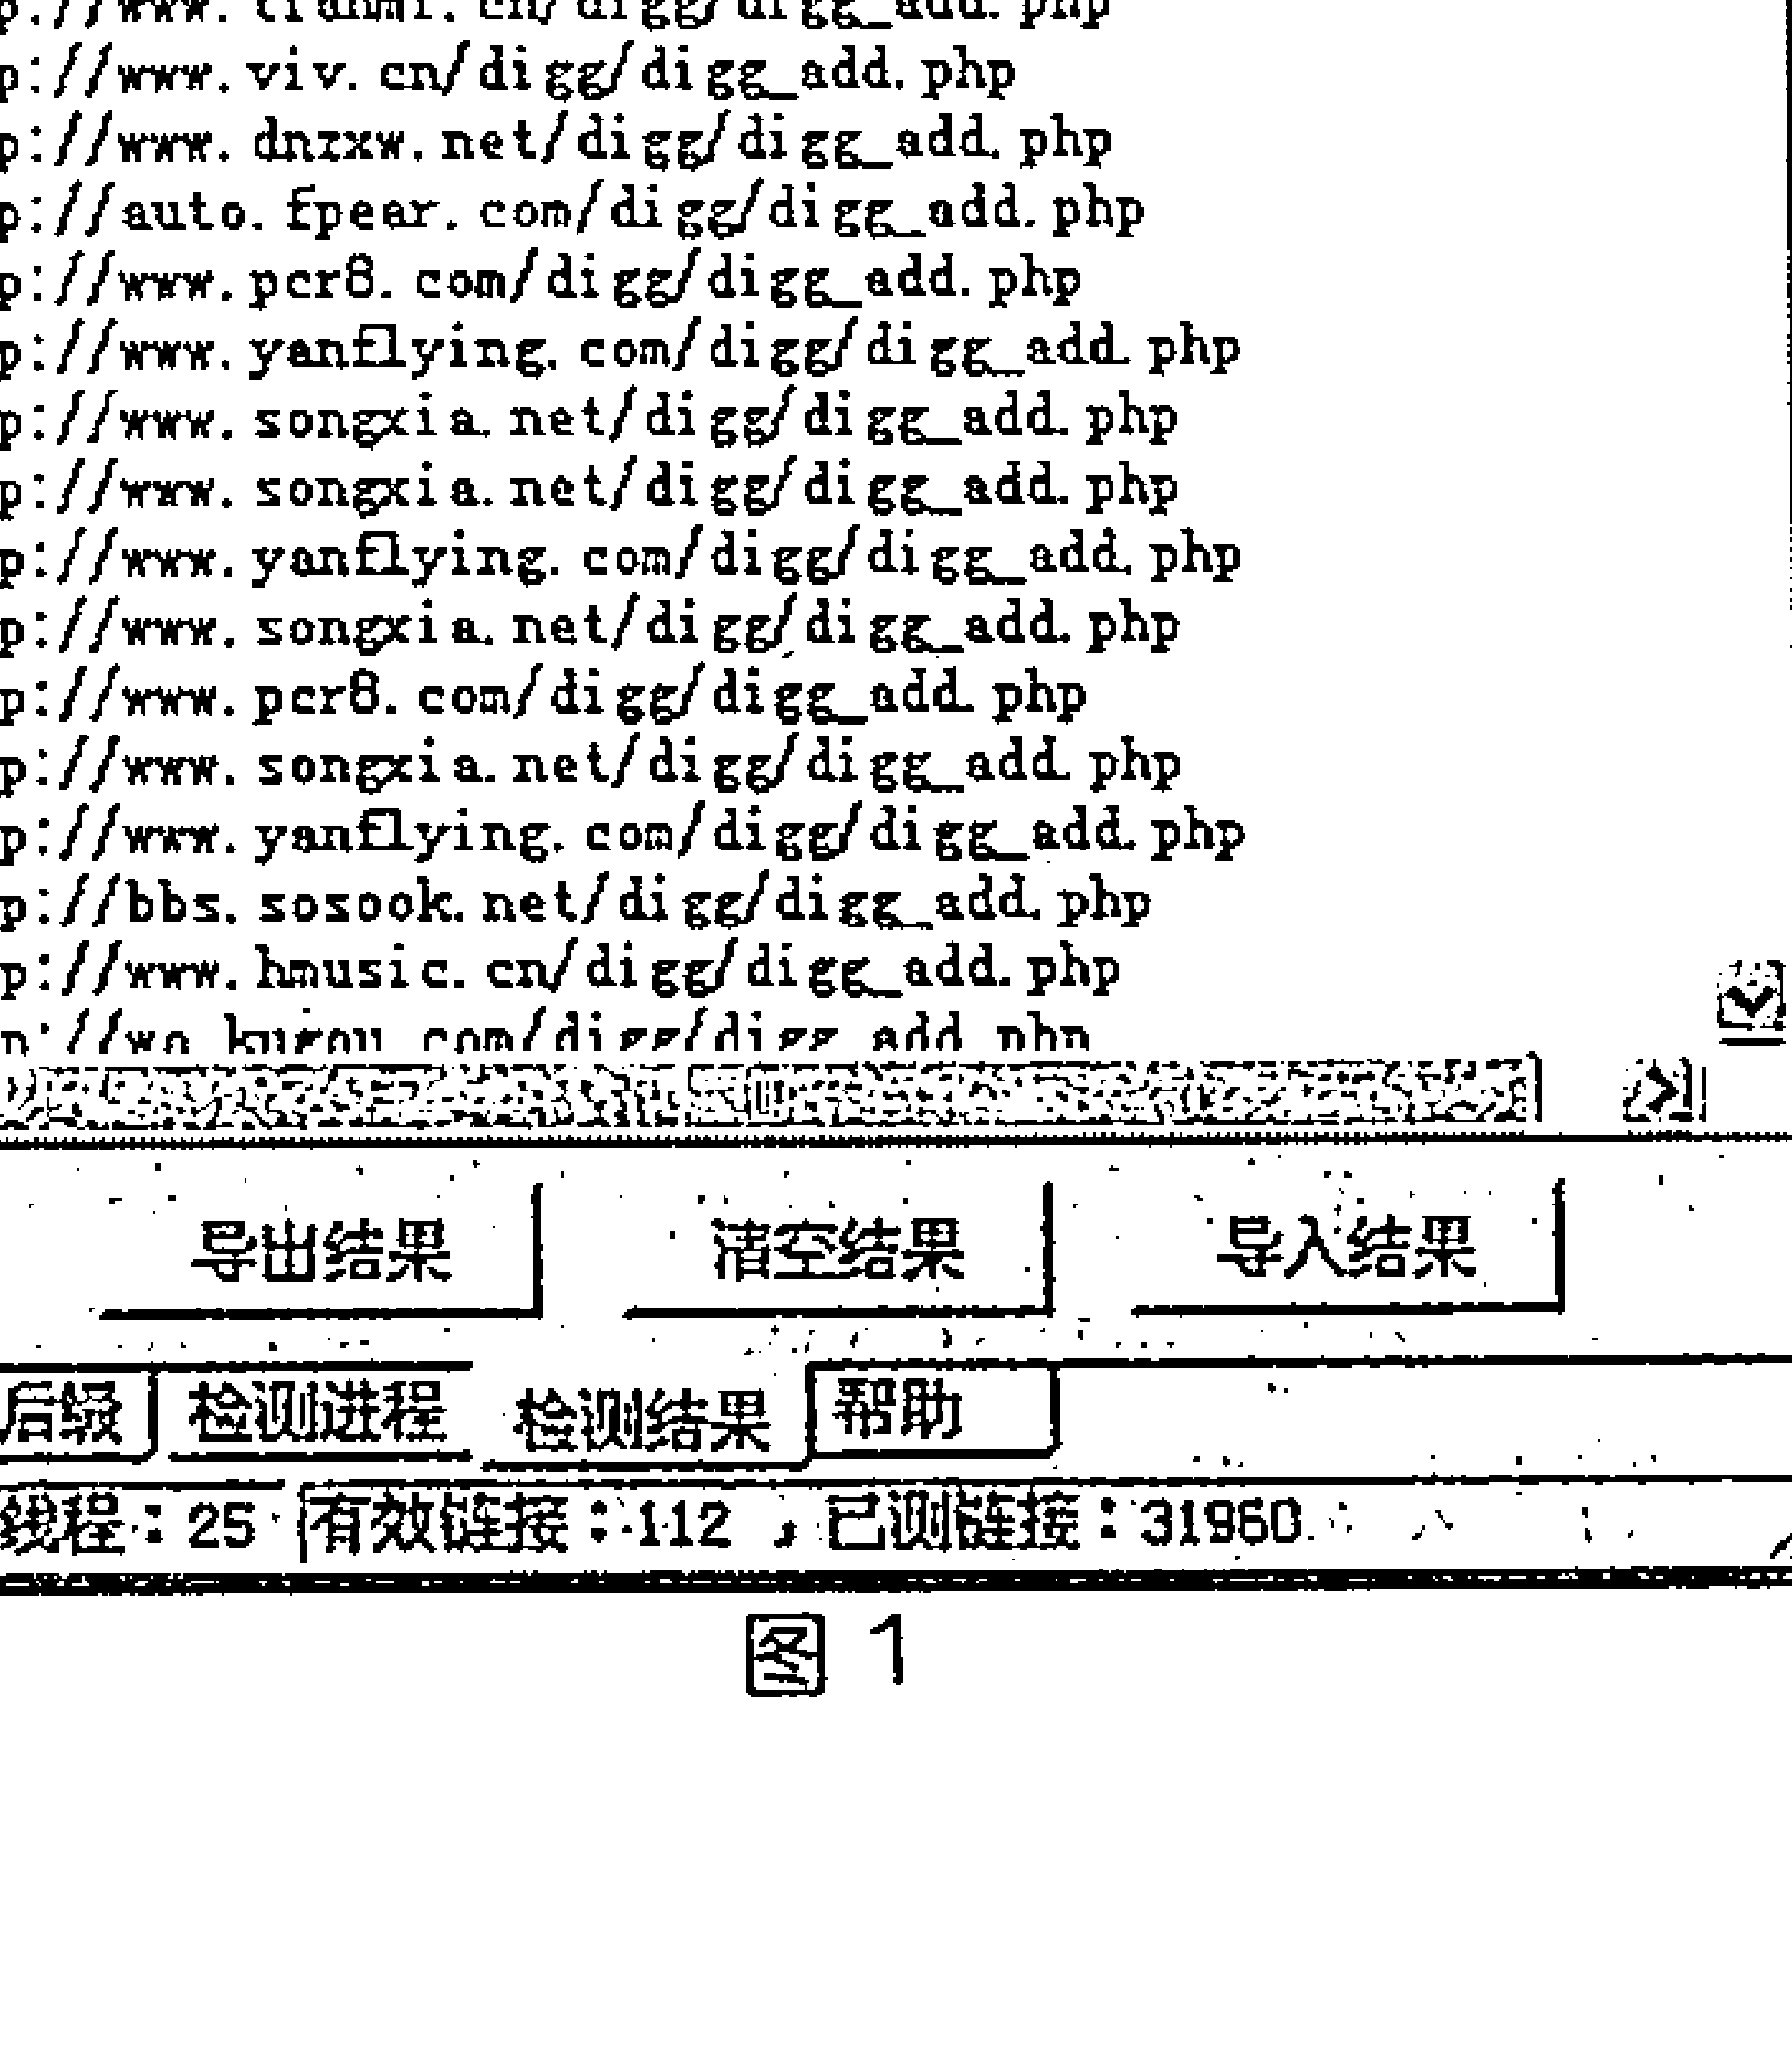 p://www.viv.cn/digg/digg_add.php
p://www.dnzxw.net/digg/digg_add.php
p://auto.fpear.com/digg/digg_add.php
p://www.pcr8.com/digg/digg_add.php
p://www.yanflying.com/digg/digg_add.php
p://www.songxia.net/digg/digg_add.php
p://www.songxia.net/digg/digg_add.php
p://www.yanflying.com/digg/digg_add.php
p://www.songxia.net/digg/digg_add.php
p://www.pcr8.com/digg/digg_add.php
p://www.songxia.net/digg/digg_add.php
p://www.yanflying.com/digg/digg_add.php
p://bbs.sosook.net/digg/digg_add.php
p://www.hmusic.cn/digg/digg_add.php
p://wo.kugou.com/digg/digg_add.php
导出结果 清空结果 导入结果
后缀 检测进程 检测结果 帮助
线程：25 有效链接：112 ，已测链接：31960
图 1